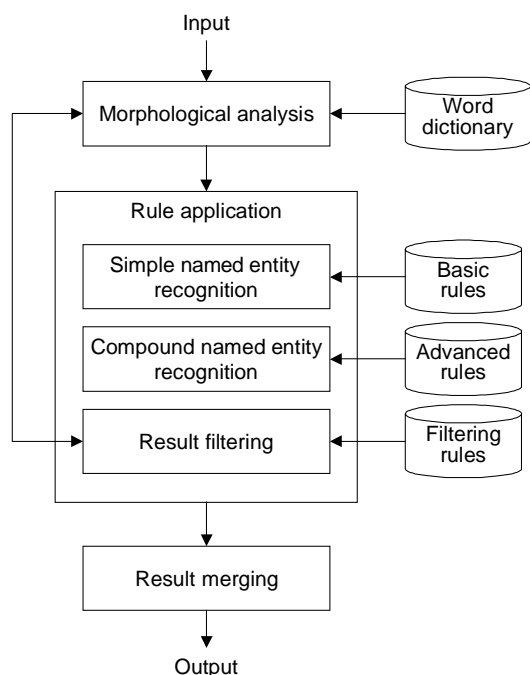 Input
Morphological analysis
Word
dictionary
Rule application
Simple named entity
recognition
Basic
rules
Compound named entity
recognition
Advanced
rules
Result filtering
Filtering
rules
Result merging
Output